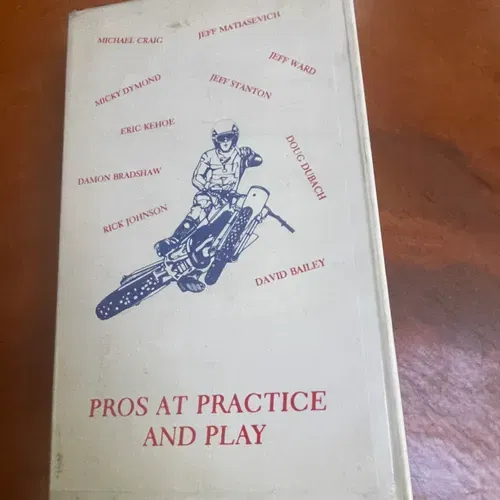 MICHAEL CRAIG
JEFF MATIASEVICH
JEFF WARD
MICKY DYMOND
JEFF STANTON
ERIC KEHOE
DOUG DUBACH
DAMON BRADSHAW
RICK JOHNSON
DAVID BAILEY
PROS AT PRACTICE
AND PLAY